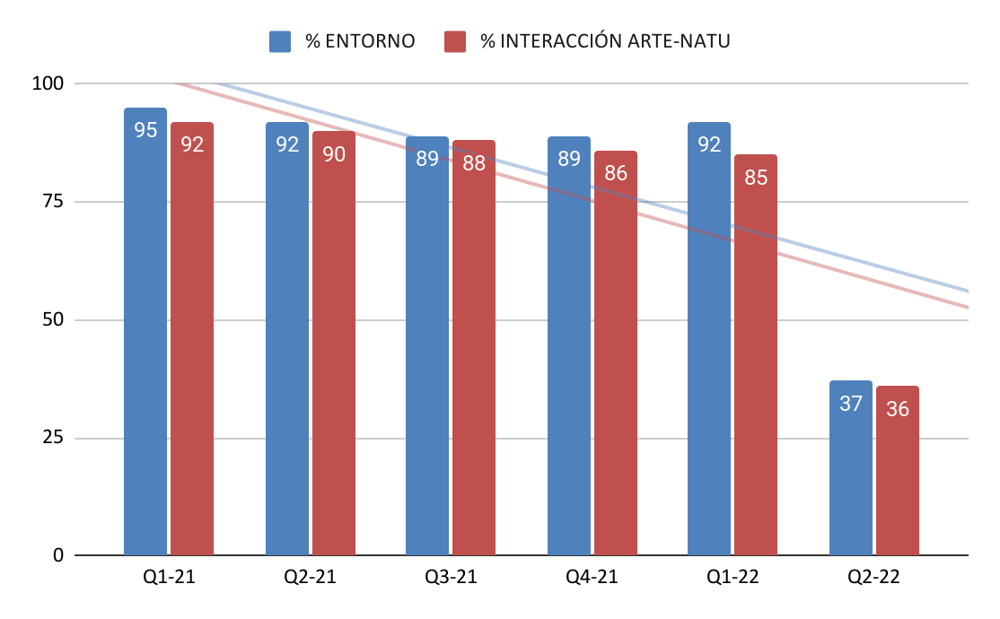 % ENTORNO % INTERACCIÓN ARTE-NATU
100
75
50
25
0
95 92 92 90 89 88 89 86 92 85 37 36
Q1-21 Q2-21 Q3-21 Q4-21 Q1-22 Q2-22